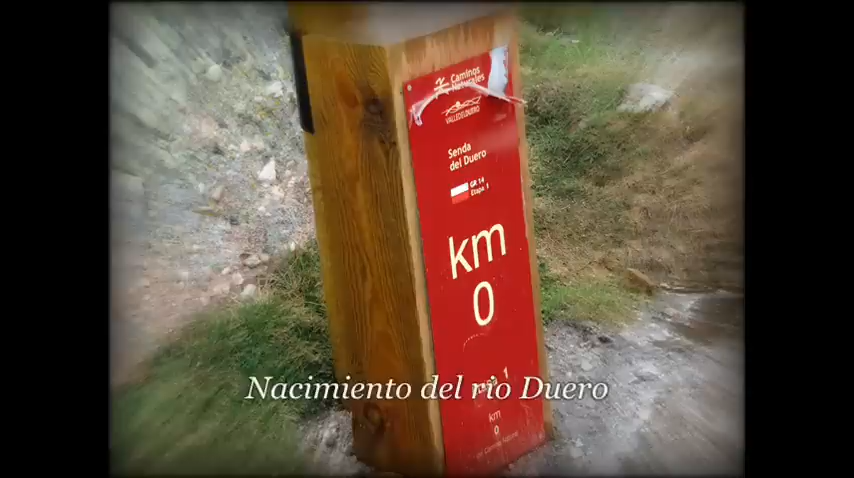 Caminos
Naturales
VALLE DEL DUERO
Senda
del Duero
GR 14
Etapa 1
km
0
Nacimiento del río Duero
km
0